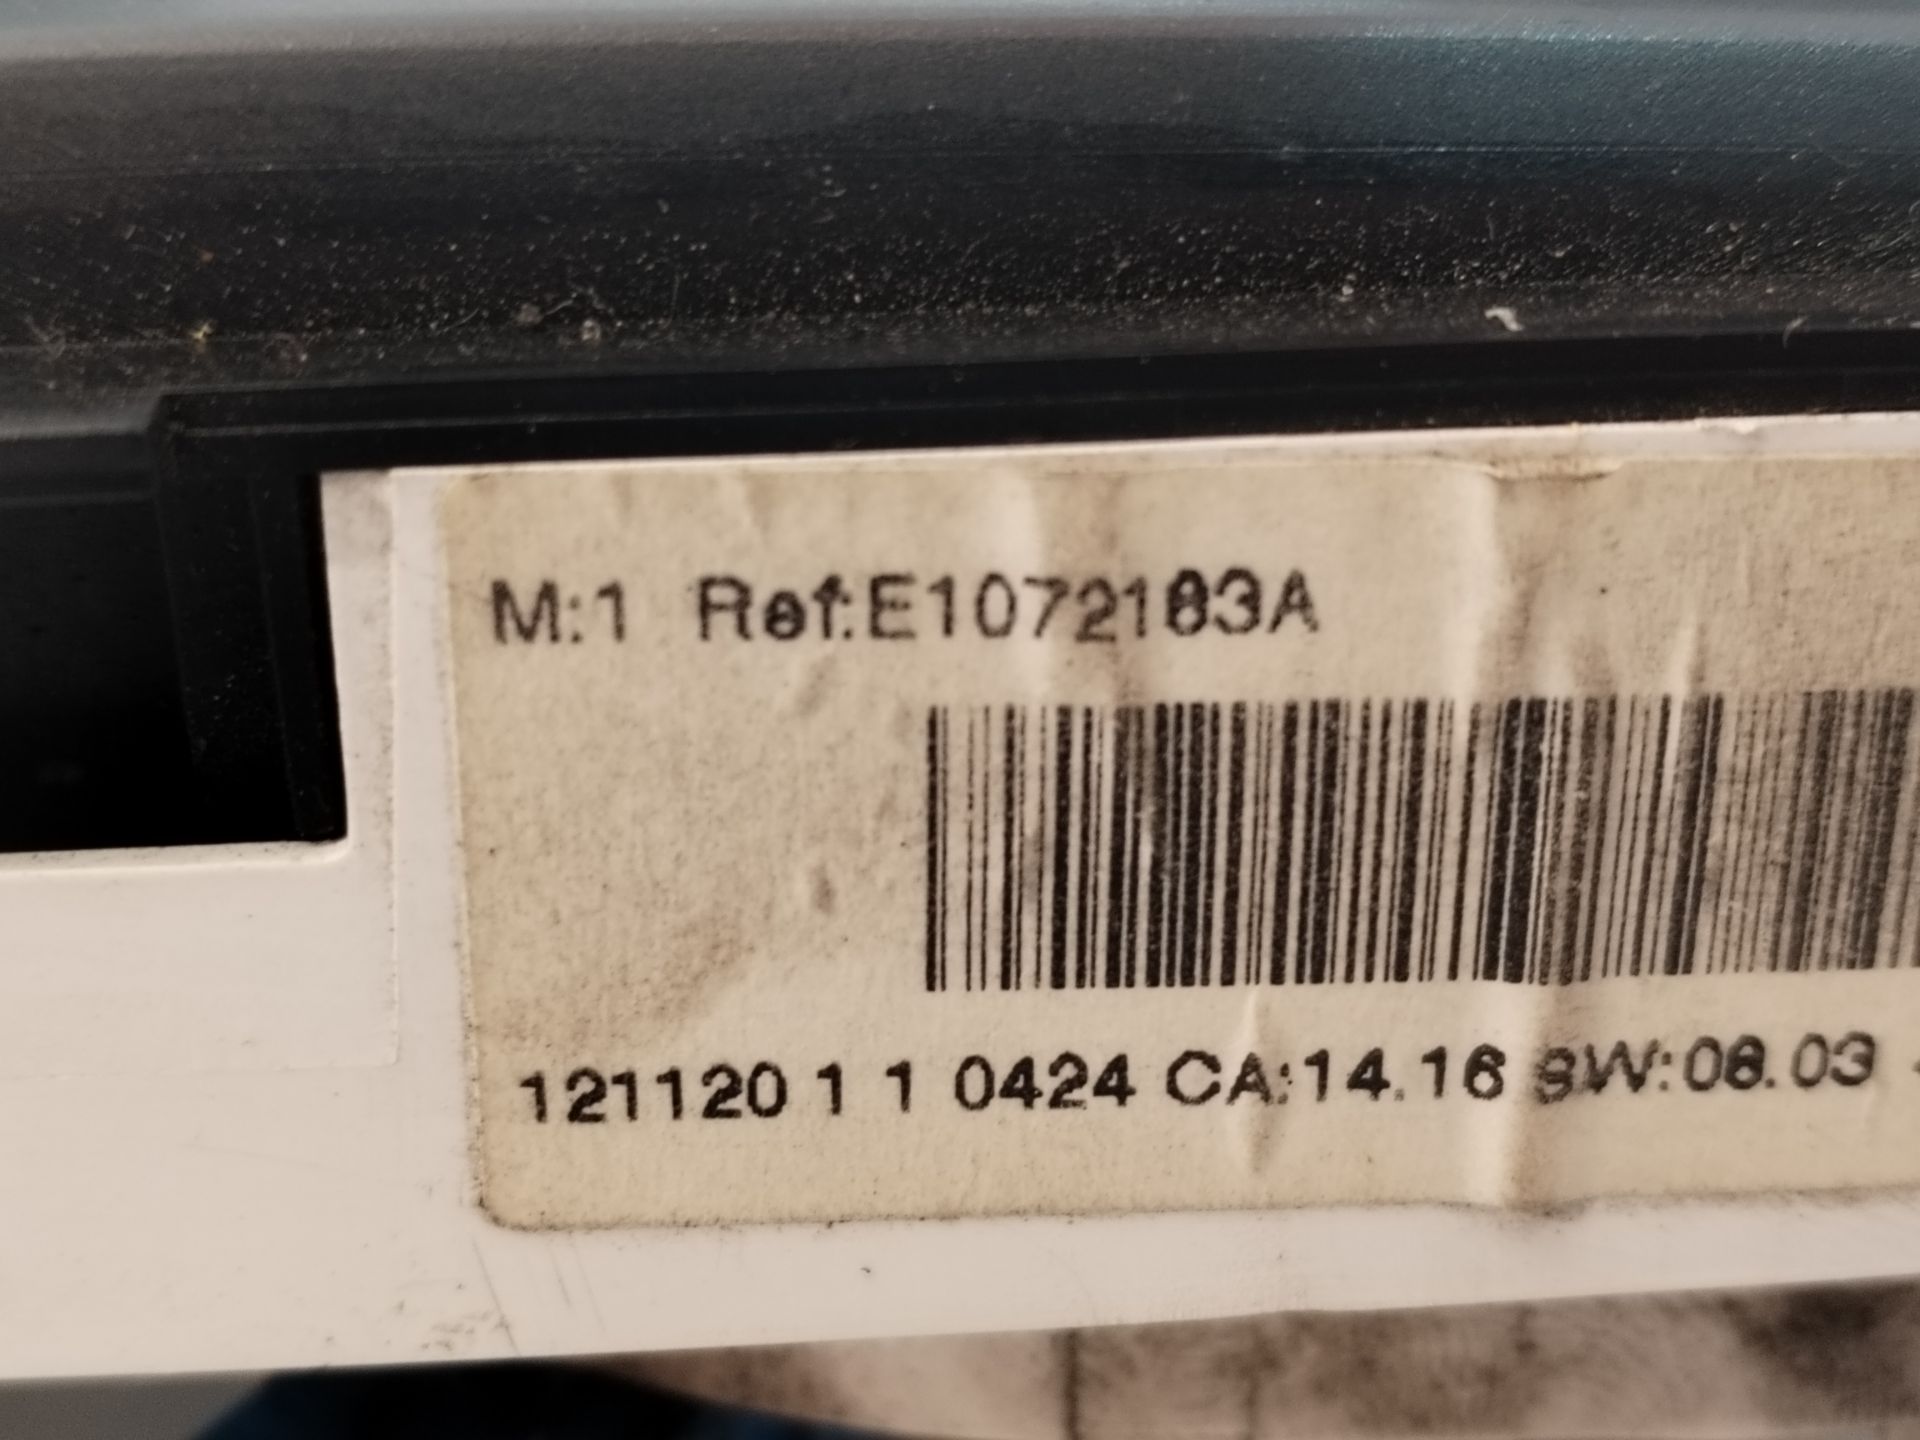 M:1 Ref:E1072183A
121120 1 1 0424 CA:14.16 SW:08.03